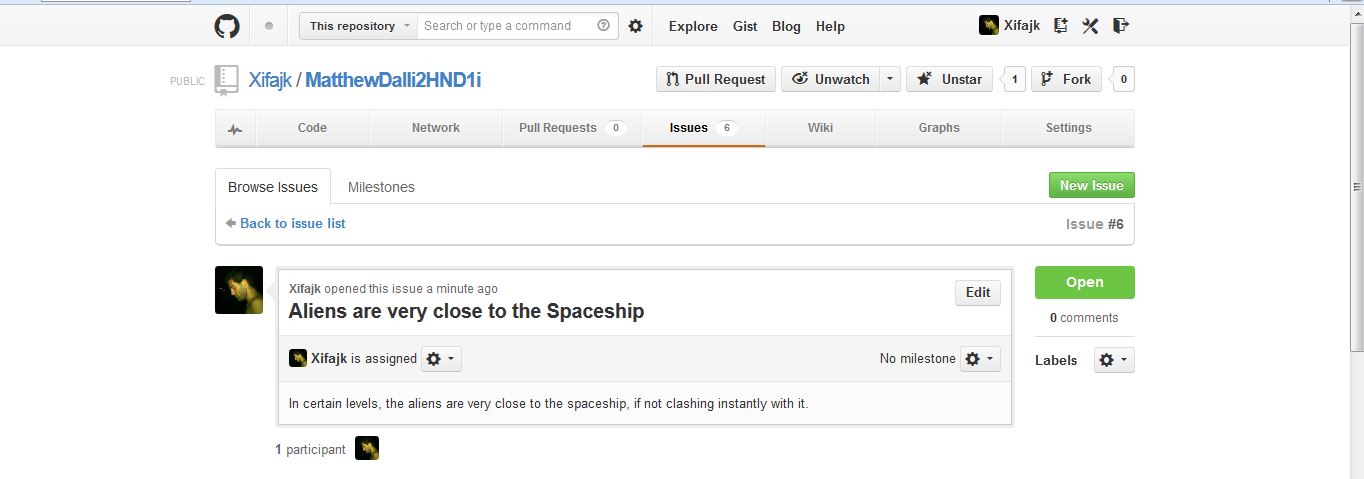 This repository Search or type a command Explore Gist Blog Help Xifajk
PUBLIC Xifajk / MatthewDalli2HND1i Pull Request Unwatch Unstar 1 Fork 0
Code Network Pull Requests 0 Issues 6 Wiki Graphs Settings
Browse Issues Milestones New Issue
Back to issue list Issue #6
Xifajk opened this issue a minute ago
Aliens are very close to the Spaceship
Edit
Open
0 comments
Xifajk is assigned No milestone
Labels
In certain levels, the aliens are very close to the spaceship, if not clashing instantly with it.
1 participant